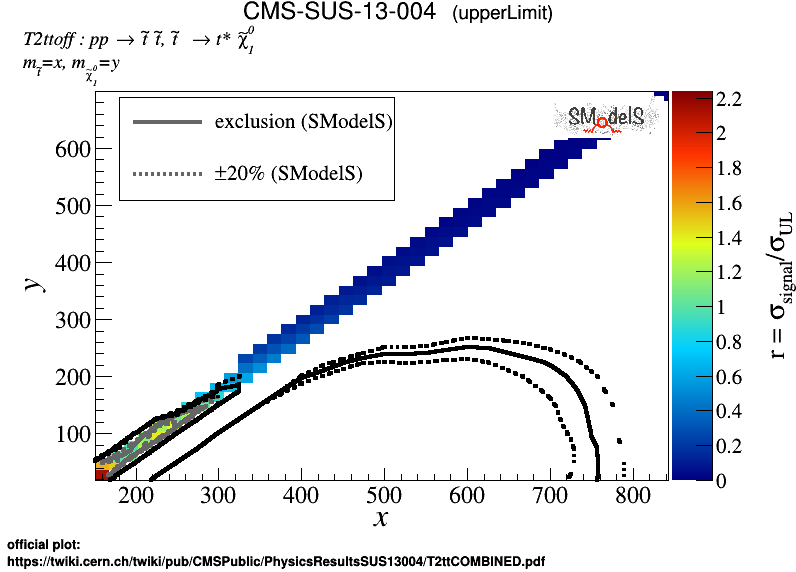 CMS-SUS-13-004 (upperLimit)
T2ttoff : pp → t̃ t̃, t̃ → t* χ̃⁰₁
m_t̃=x, m_χ̃⁰₁=y
exclusion (SModelS)
±20% (SModelS)
SModelS
600
500
400
300
200
100
y
200 300 400 500 600 700 800
x
2.2
2
1.8
1.6
1.4
1.2
1
0.8
0.6
0.4
0.2
0
r = σ_signal/σ_UL
official plot:
https://twiki.cern.ch/twiki/pub/CMSPublic/PhysicsResultsSUS13004/T2ttCOMBINED.pdf